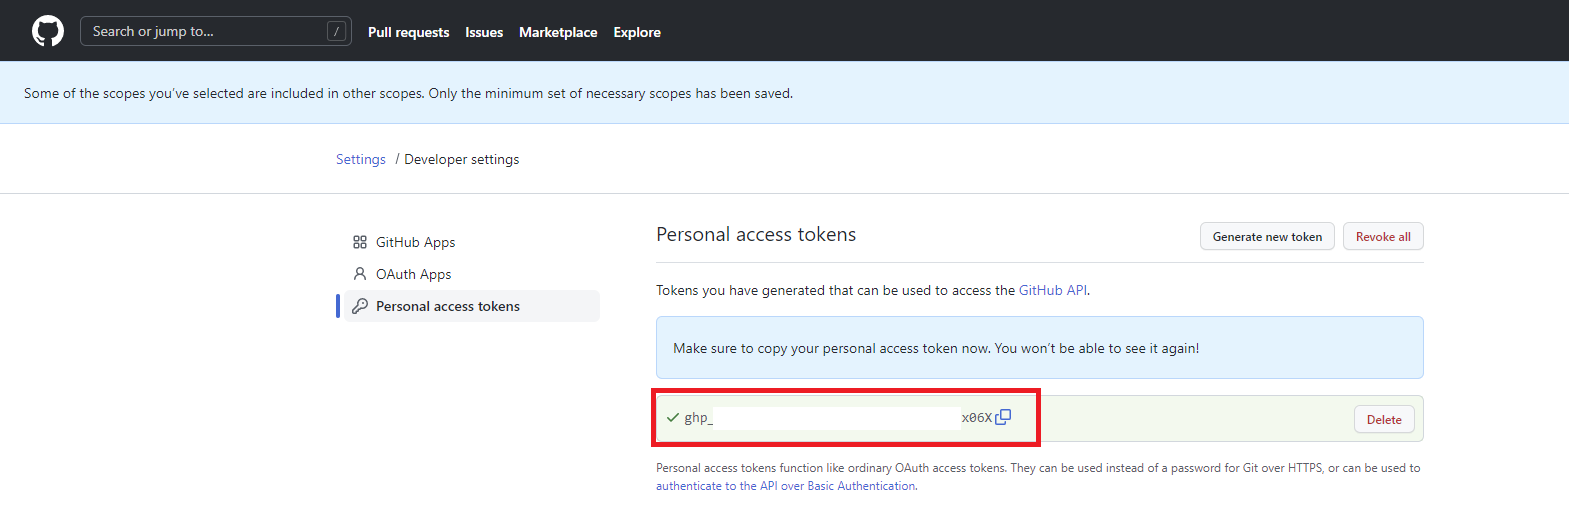 Search or jump to... /
Pull requests Issues Marketplace Explore
Some of the scopes you've selected are included in other scopes. Only the minimum set of necessary scopes has been saved.
Settings / Developer settings
GitHub Apps
OAuth Apps
Personal access tokens
Personal access tokens
Generate new token
Revoke all
Tokens you have generated that can be used to access the GitHub API.
Make sure to copy your personal access token now. You won't be able to see it again!
ghp_ x06X
Delete
Personal access tokens function like ordinary OAuth access tokens. They can be used instead of a password for Git over HTTPS, or can be used to
authenticate to the API over Basic Authentication.